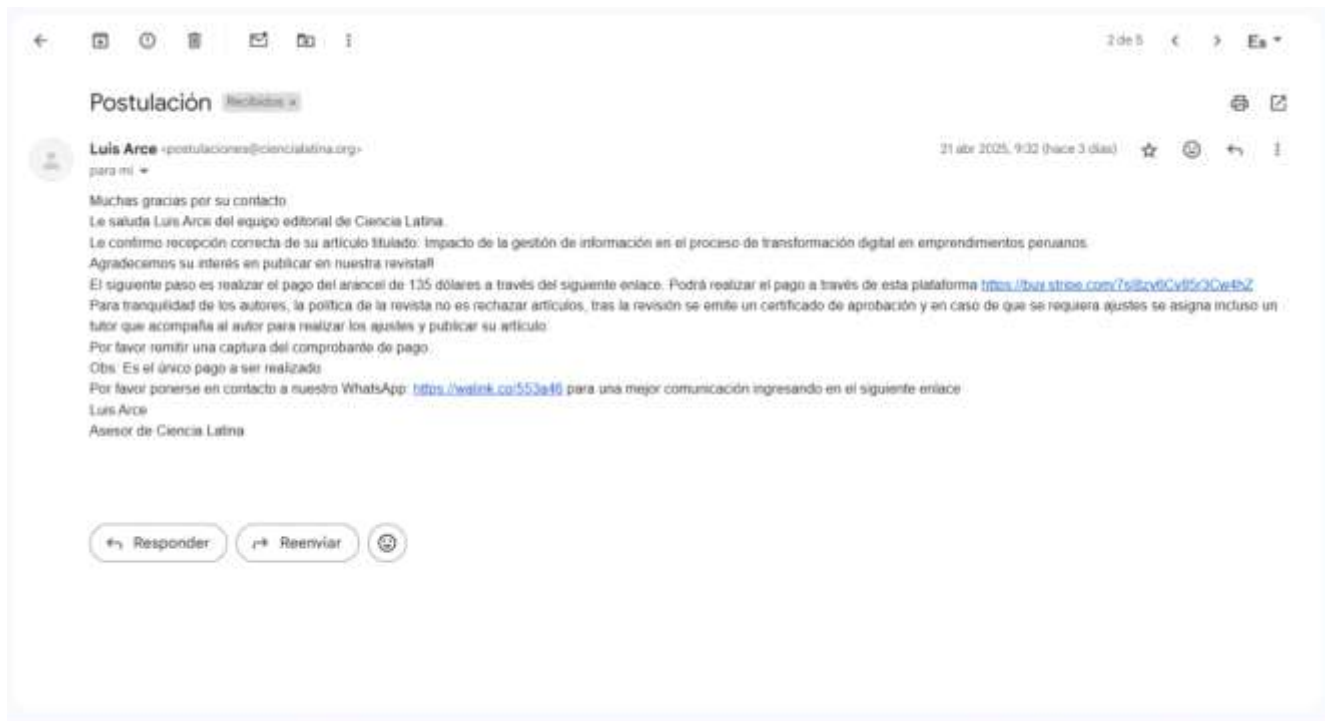 2 de 5
Es
Postulación Recibidos x
Luis Arce <postulaciones@ciencialatina.org>
21 abr 2025, 9:32 (hace 3 días)
para mí
Muchas gracias por su contacto
Le saluda Luis Arce del equipo editorial de Ciencia Latina.
Le confirmo recepción correcta de su artículo titulado: Impacto de la gestión de información en el proceso de transformación digital en emprendimientos peruanos.
Agradecemos su interés en publicar en nuestra revista!!
El siguiente paso es realizar el pago del arancel de 135 dólares a través del siguiente enlace. Podrá realizar el pago a través de esta plataforma
Para tranquilidad de los autores, la política de la revista no es rechazar artículos, tras la revisión se emite un certificado de aprobación y en caso de que se requiera ajustes se asigna incluso un
tutor que acompaña al autor para realizar los ajustes y publicar su artículo.
Por favor remitir una captura del comprobante de pago.
Obs: Es el único pago a ser realizado
Por favor ponerse en contacto a nuestro WhatsApp: https://walink.co/553a46 para una mejor comunicación ingresando en el siguiente enlace
Luis Arce
Asesor de Ciencia Latina
Responder
Reenviar